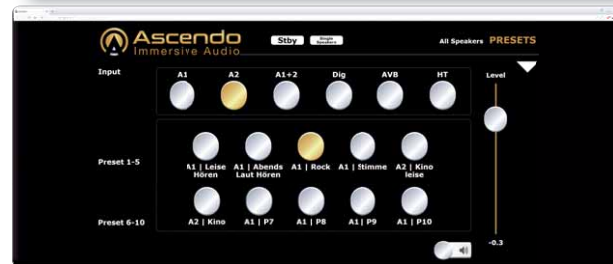 Ascendo
Immersive Audio
Stby
Single Speakers
All Speakers PRESETS
Input
A1 A2 A1+2 Dig AVB HT
Level
Preset 1-5
A1 | Leise Hören
A1 | Abends Laut Hören
A1 | Rock
A1 | Stimme
A2 | Kino leise
Preset 6-10
A2 | Kino
A1 | P7
A1 | P8
A1 | P9
A1 | P10
-0.3